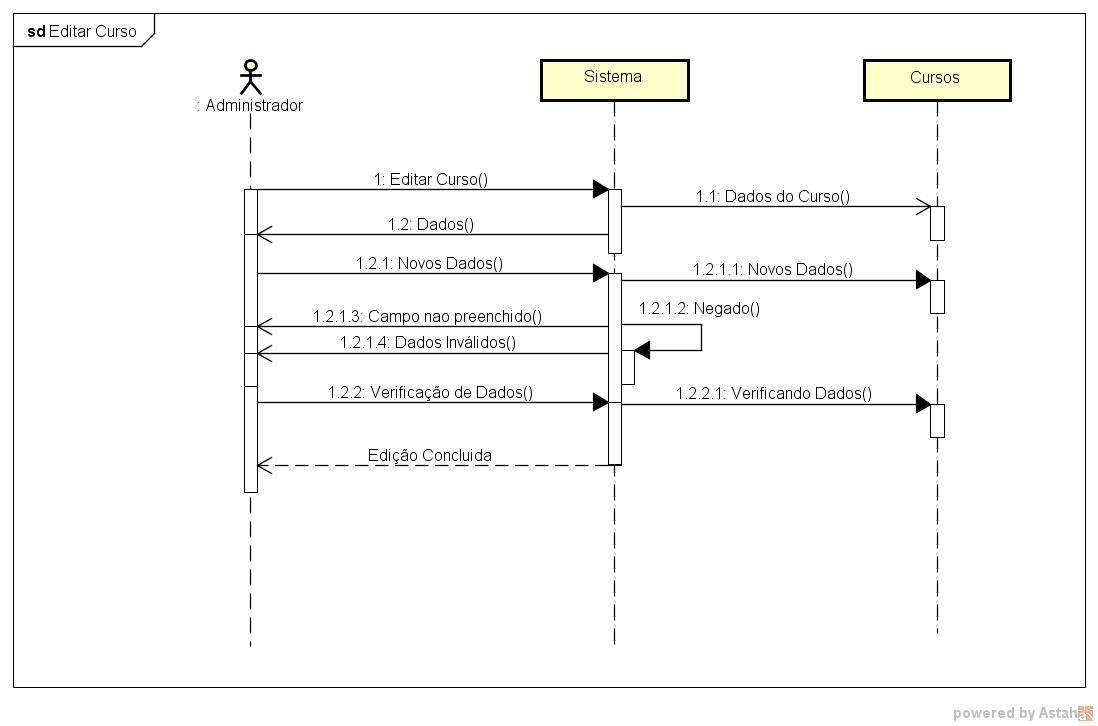 sd Editar Curso
: Administrador
Sistema
Cursos
1: Editar Curso()
1.1: Dados do Curso()
1.2: Dados()
1.2.1: Novos Dados()
1.2.1.1: Novos Dados()
1.2.1.2: Negado()
1.2.1.3: Campo nao preenchido()
1.2.1.4: Dados Inválidos()
1.2.2: Verificação de Dados()
1.2.2.1: Verificando Dados()
Edição Concluida
powered by Astah